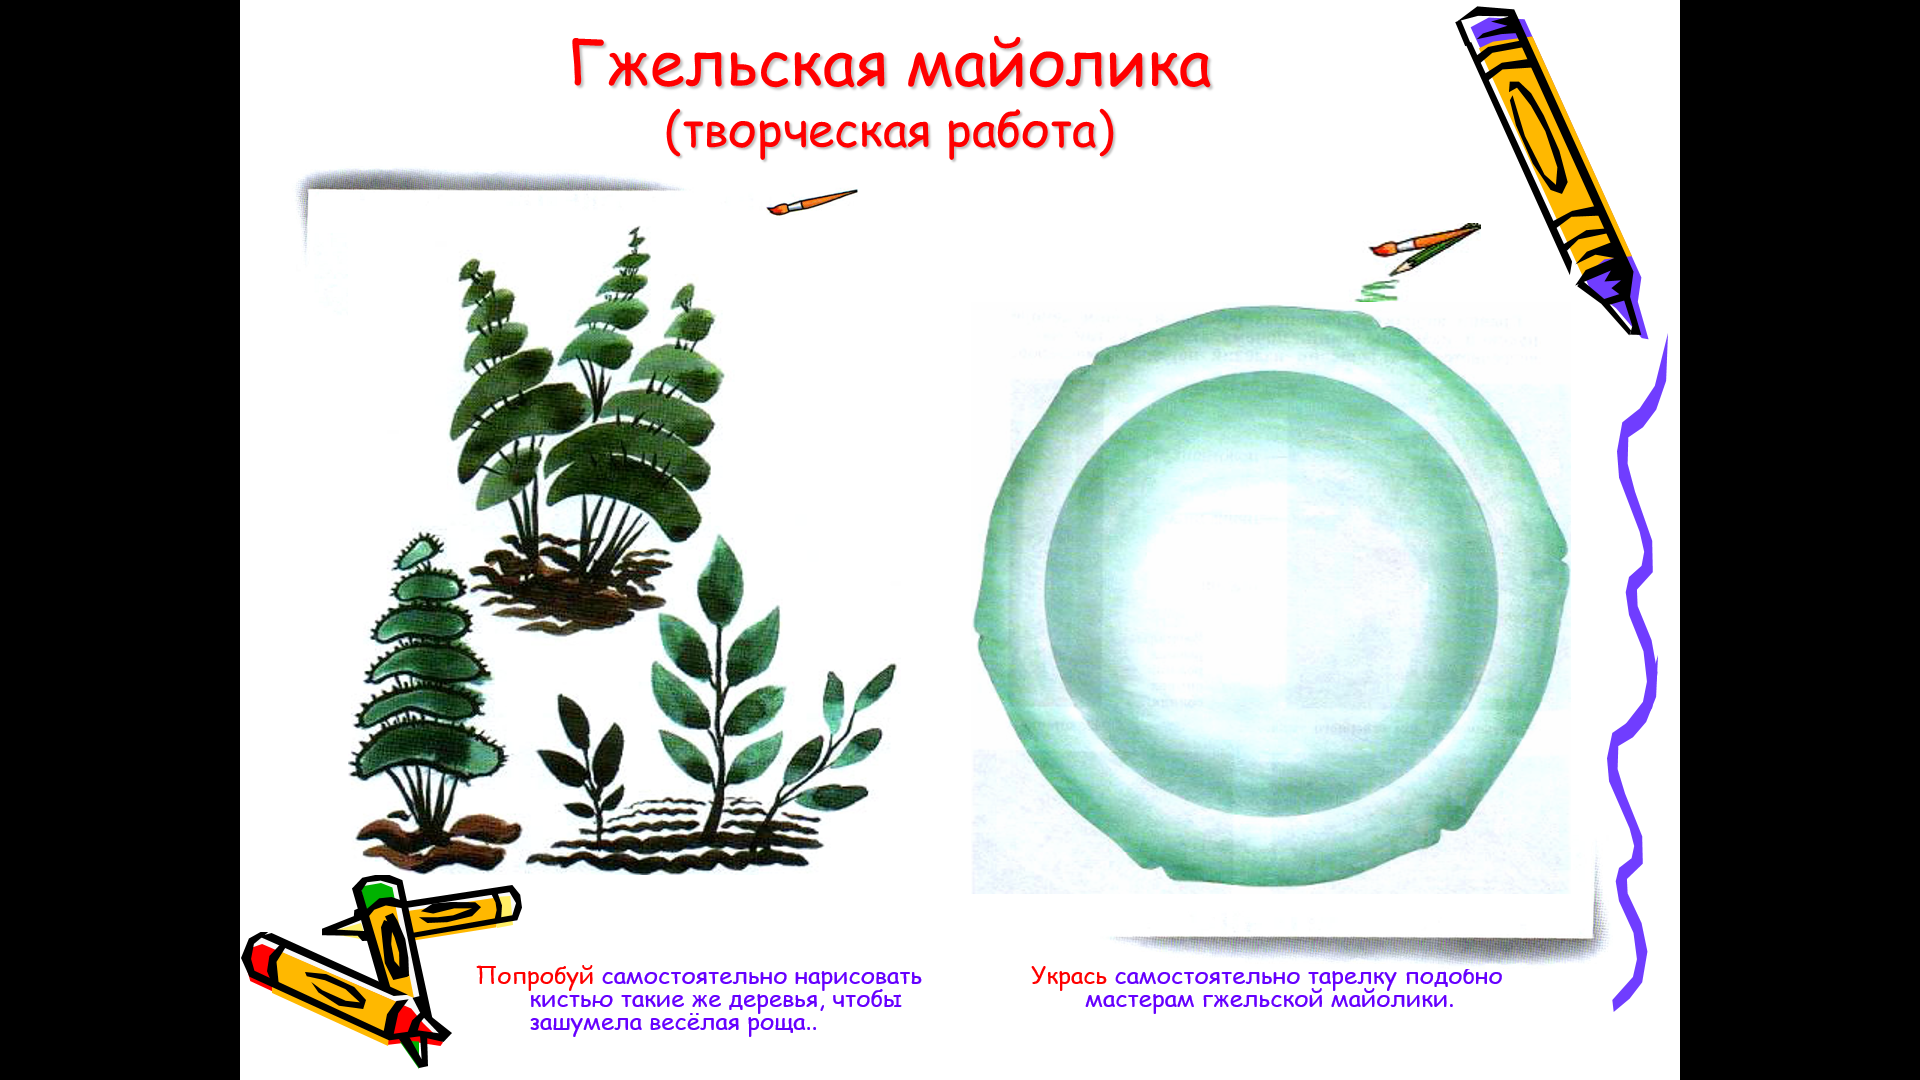 Гжельская майолика
(творческая работа)
Попробуй самостоятельно нарисовать
кистью такие же деревья, чтобы
зашумела весёлая роща..
Укрась самостоятельно тарелку подобно
мастерам гжельской майолики.